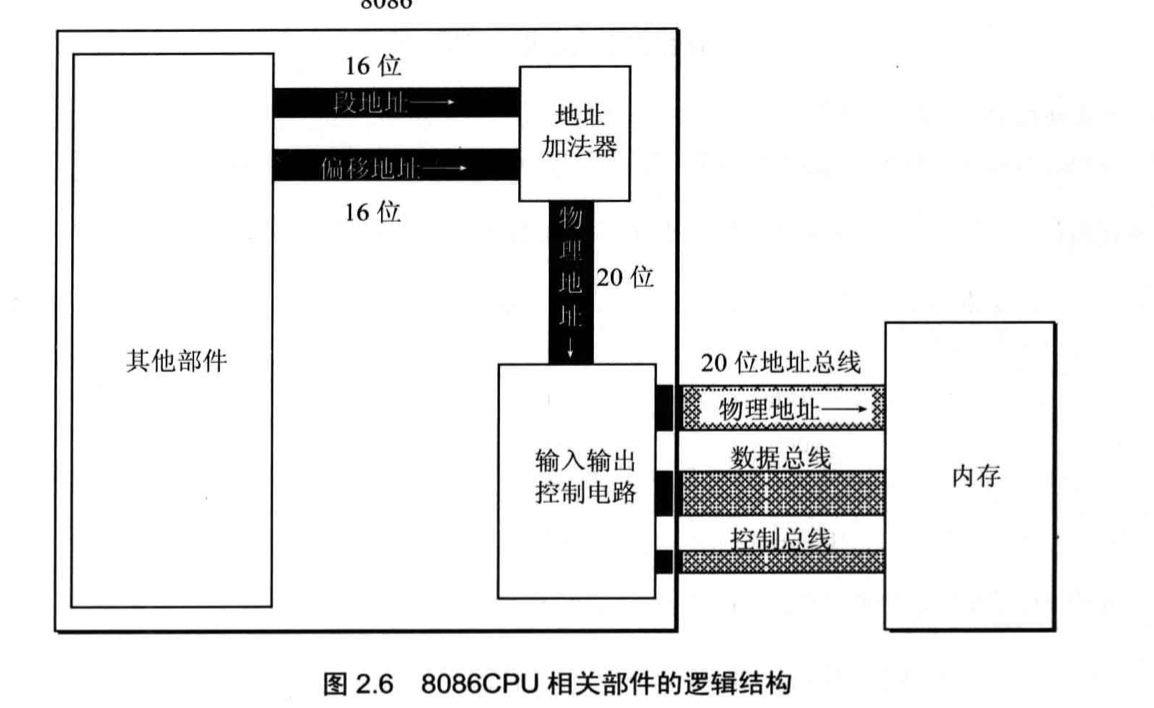 8086
16 位
段地址
地址
加法器
偏移地址
16 位
物
理
地
址
20 位
其他部件
20 位地址总线
物理地址
输入输出
控制电路
数据总线
内存
控制总线
图 2.6 8086CPU 相关部件的逻辑结构